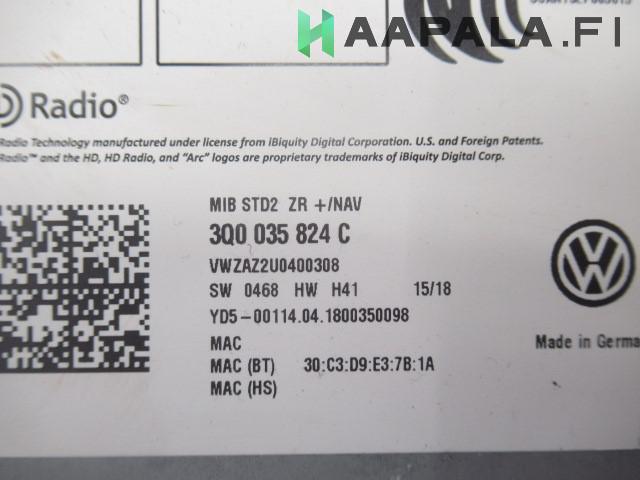 HAAPALA.FI
Radio®
Radio Technology manufactured under license from iBiquity Digital Corporation. U.S. and Foreign Patents.
Radio™ and the HD, HD Radio, and "Arc" logos are proprietary trademarks of iBiquity Digital Corp.
MIB STD2 ZR +/NAV
3Q0 035 824 C
VWZAZ2U0400308
SW 0468 HW H41 15/18
YD5-00114.04.1800350098
MAC
MAC (BT) 30:C3:D9:E3:7B:1A
MAC (HS)
Made in Germa